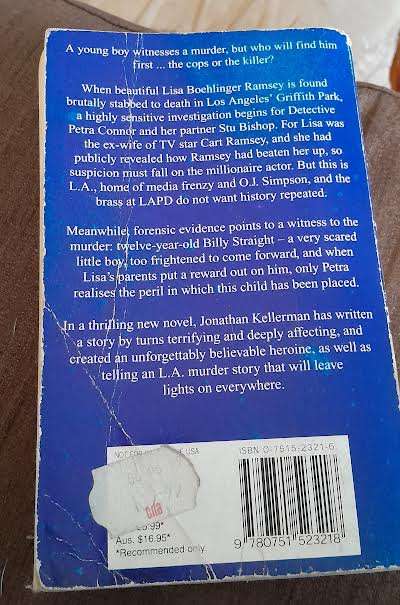 A young boy witnesses a murder, but who will find him
first ... the cops or the killer?
When beautiful Lisa Boehlinger Ramsey is found
brutally stabbed to death in Los Angeles' Griffith Park,
a highly sensitive investigation begins for Detective
Petra Connor and her partner Stu Bishop. For Lisa was
the ex-wife of TV star Cart Ramsey, and she had
publicly revealed how Ramsey had beaten her up, so
suspicion must fall on the millionaire actor. But this is
L.A., home of media frenzy and O.J. Simpson, and the
brass at LAPD do not want history repeated.
Meanwhile, forensic evidence points to a witness to the
murder: twelve-year-old Billy Straight – a very scared
little boy, too frightened to come forward, and when
Lisa's parents put a reward out on him, only Petra
realises the peril in which this child has been placed.
In a thrilling new novel, Jonathan Kellerman has written
a story by turns terrifying and deeply affecting, and
created an unforgettably believable heroine, as well as
telling an L.A. murder story that will leave
lights on everywhere.
NOT FOR USA
ISBN 0-7515-2321-6
.99*
Aus. $16.95*
*Recommended only
9 780751 523218